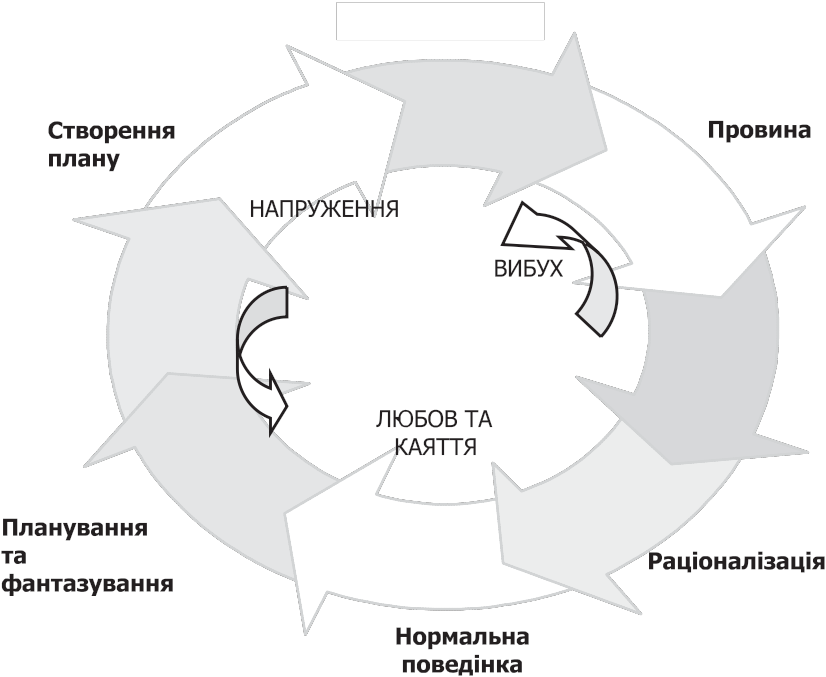 Створення
плану
Провина
НАПРУЖЕННЯ
ВИБУХ
ЛЮБОВ ТА
КАЯТТЯ
Планування
та
фантазування
Раціоналізація
Нормальна
поведінка